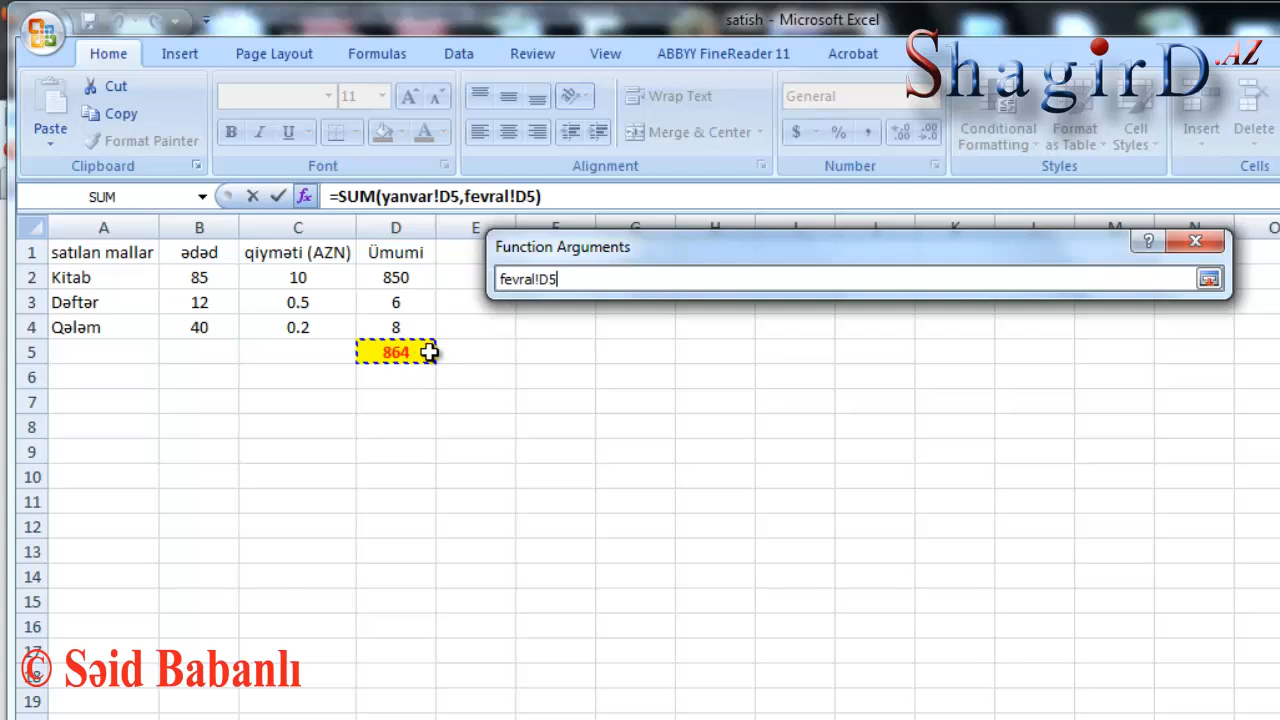 satish - Microsoft Excel
ShagirD.AZ
Home Insert Page Layout Formulas Data Review View ABBYY FineReader 11 Acrobat
Paste
Cut
Copy
Format Painter
Clipboard
11
A A
B I U
A
Font
Wrap Text
Merge & Center
Alignment
General
$ % ,
Number
Conditional Formatting
Format as Table
Cell Styles
Styles
Insert Delete
Cells
SUM fx =SUM(yanvar!D5,fevral!D5)
A B C D E F G H I J K L M N O
1 satılan mallar ədəd qiyməti (AZN) Ümumi
2 Kitab 85 10 850
3 Dəftər 12 0.5 6
4 Qələm 40 0.2 8
5 864
6
7
8
9
10
11
12
13
14
15
16
17
18
19
Function Arguments
fevral!D5
© Səid Babanlı